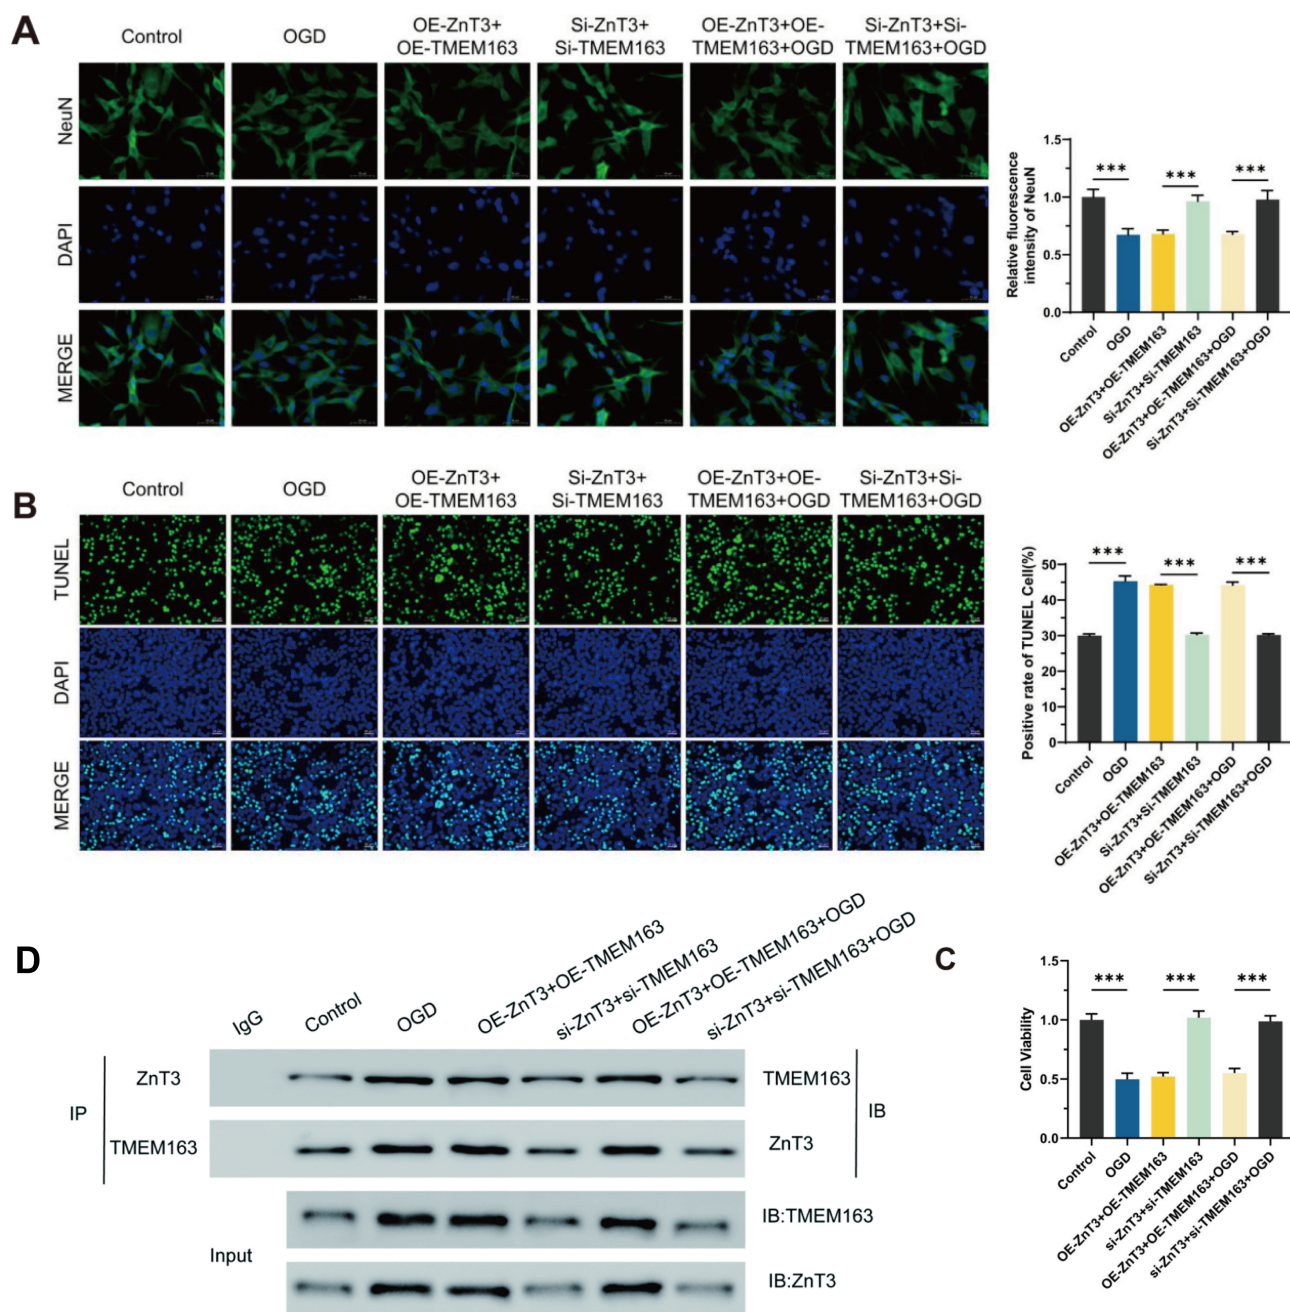 A
Control
OGD
OE-ZnT3+
OE-TMEM163
Si-ZnT3+
Si-TMEM163
OE-ZnT3+OE-
TMEM163+OGD
Si-ZnT3+Si-
TMEM163+OGD
NeuN
DAPI
MERGE
Relative fluorescence
intensity of NeuN
1.5
1.0
0.5
0.0
***
***
***
Control
OGD
OE-ZnT3+OE-TMEM163
Si-ZnT3+Si-TMEM163
OE-ZnT3+OE-TMEM163+OGD
Si-ZnT3+Si-TMEM163+OGD
B
Control
OGD
OE-ZnT3+
OE-TMEM163
Si-ZnT3+
Si-TMEM163
OE-ZnT3+OE-
TMEM163+OGD
Si-ZnT3+Si-
TMEM163+OGD
TUNEL
DAPI
MERGE
Positive rate of TUNEL Cell(%)
50
40
30
20
10
0
***
***
***
Control
OGD
OE-ZnT3+OE-TMEM163
Si-ZnT3+Si-TMEM163
OE-ZnT3+OE-TMEM163+OGD
Si-ZnT3+Si-TMEM163+OGD
D
IgG
Control
OGD
OE-ZnT3+OE-TMEM163
si-ZnT3+si-TMEM163
OE-ZnT3+OE-TMEM163+OGD
si-ZnT3+si-TMEM163+OGD
IP
ZnT3
TMEM163
TMEM163
ZnT3
IB
Input
IB:TMEM163
IB:ZnT3
C
Cell Viability
1.5
1.0
0.5
0.0
***
***
***
Control
OGD
OE-ZnT3+OE-TMEM163
si-ZnT3+si-TMEM163
OE-ZnT3+OE-TMEM163+OGD
si-ZnT3+si-TMEM163+OGD